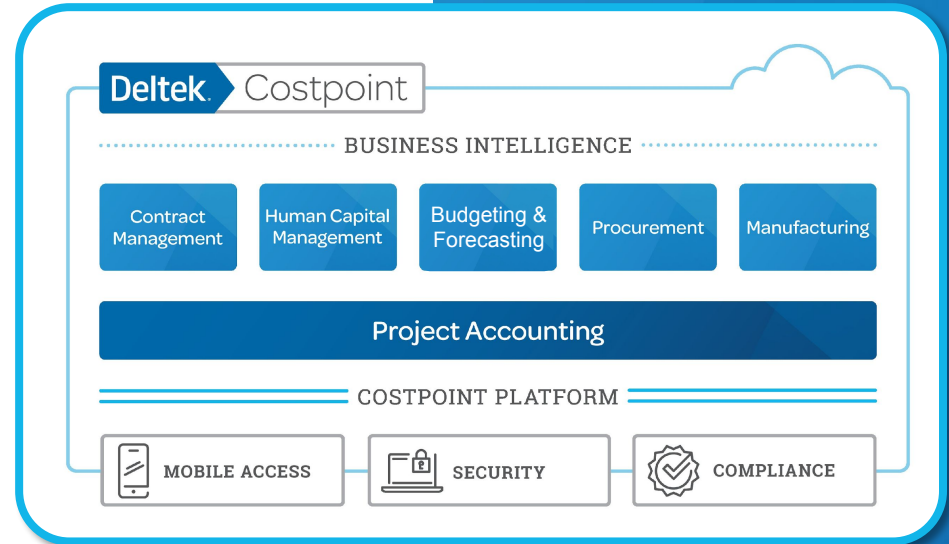 Deltek. Costpoint
BUSINESS INTELLIGENCE
Contract
Management
Human Capital
Management
Budgeting &
Forecasting
Procurement
Manufacturing
Project Accounting
COSTPOINT PLATFORM
MOBILE ACCESS
SECURITY
COMPLIANCE